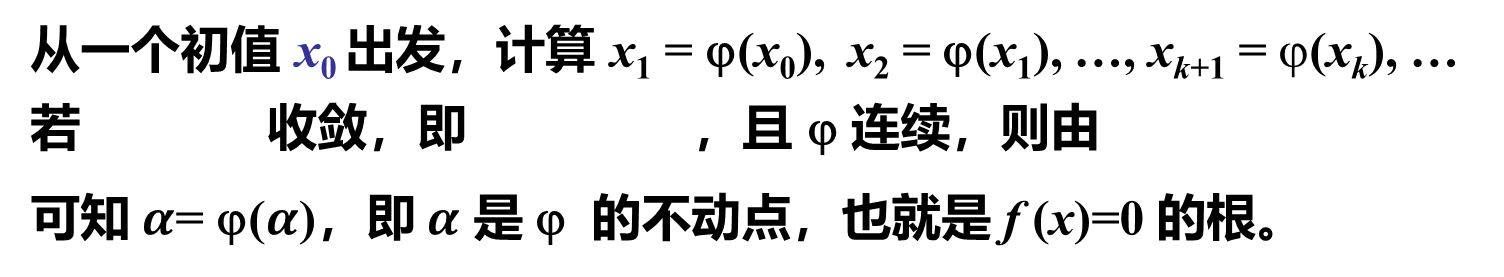 从一个初值 x₀ 出发，计算 x₁ = φ(x₀), x₂ = φ(x₁), …, xₖ₊₁ = φ(xₖ), …
若 收敛，即 ，且 φ 连续，则由
可知 α= φ(α)，即 α 是 φ 的不动点，也就是 f (x)=0 的根。